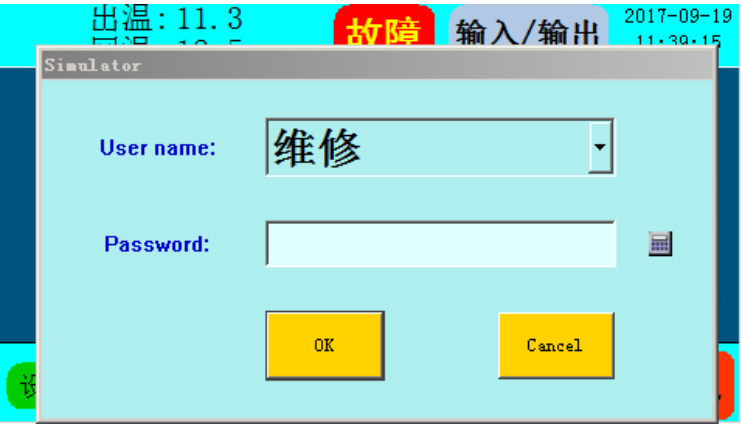 出温:11.3
故障
输入/输出
2017-09-19
11:39:15
Simulator
User name:
维修
Password:
OK
Cancel
设